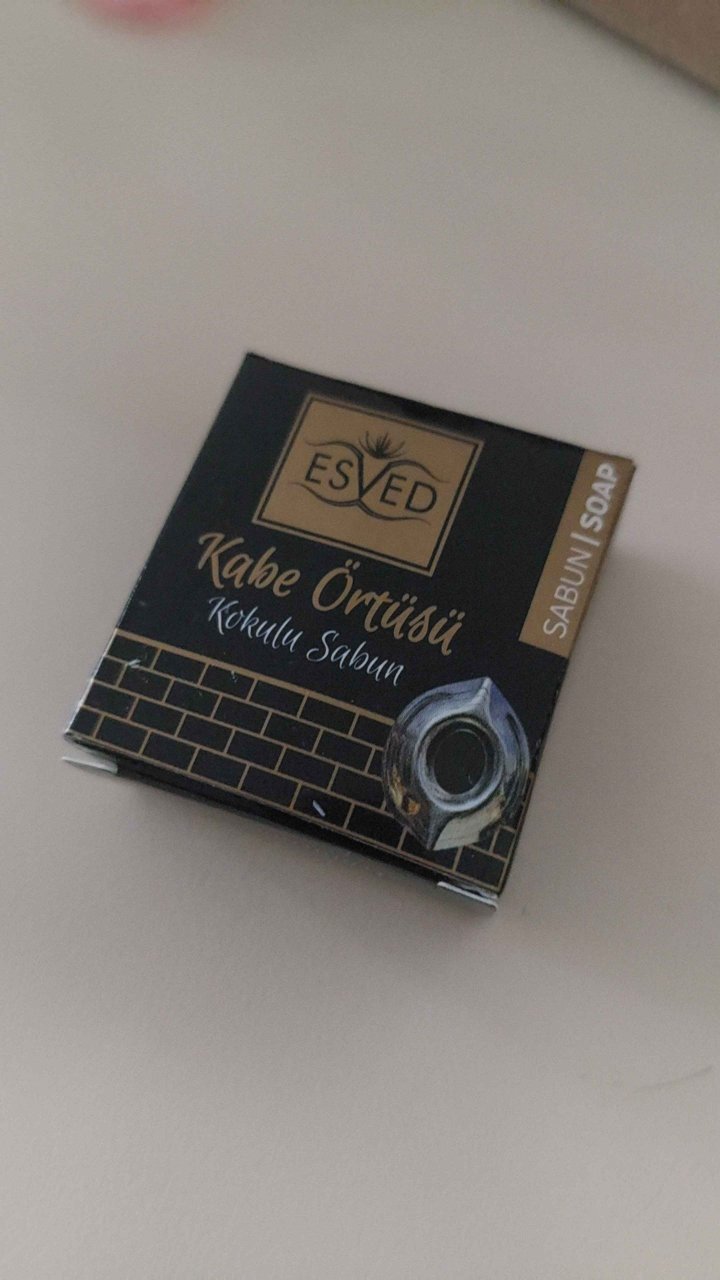 ESVED
Kabe Örtüsü
Kokulu Sabun
SABUN | SOAP